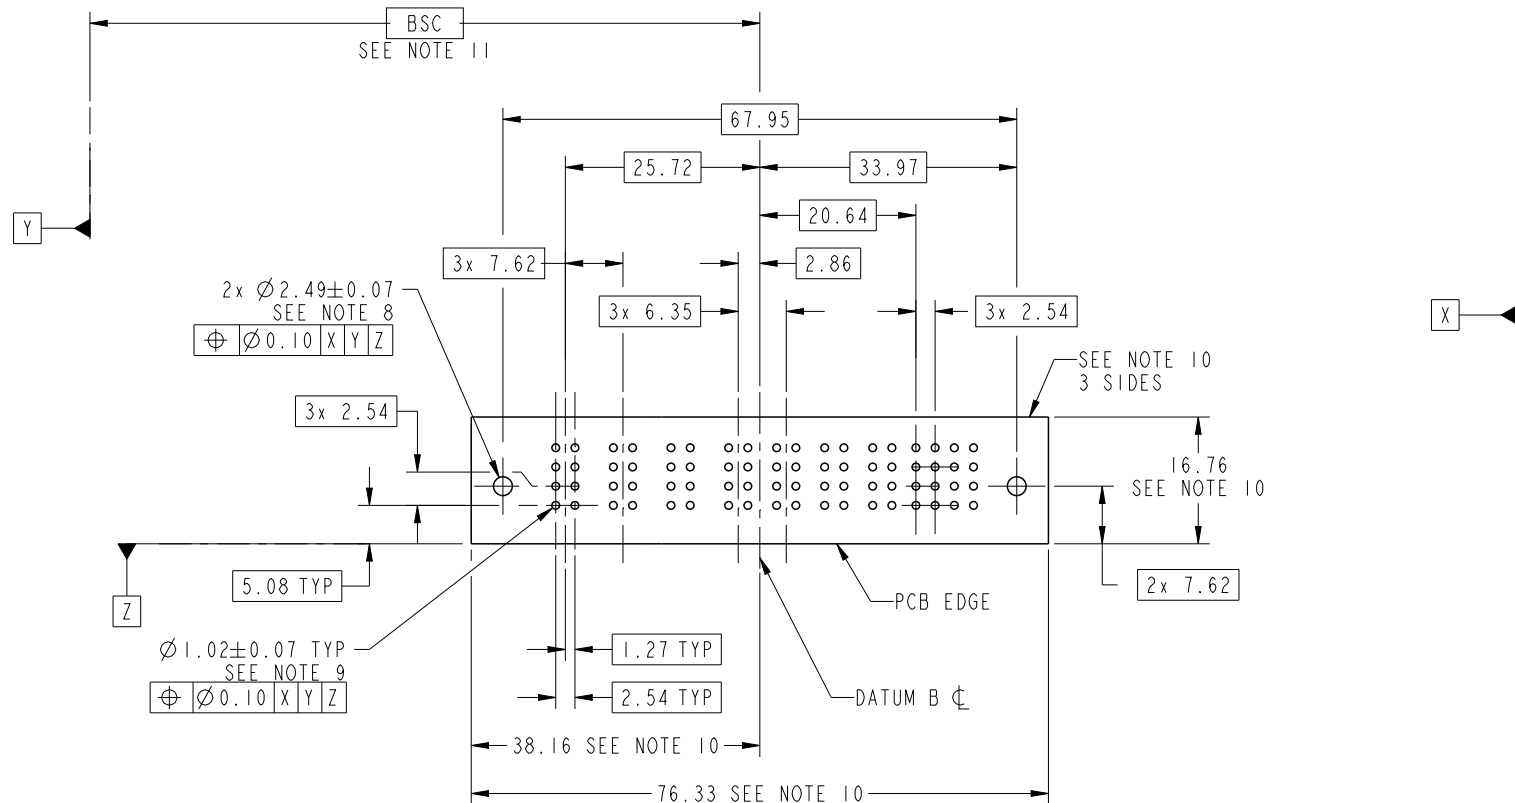 BSC
SEE NOTE 11
67.95
25.72
33.97
Y
20.64
3x 7.62
2.86
2x Ø2.49±0.07
SEE NOTE 8
⌖ Ø0.10 X Y Z
3x 6.35
3x 2.54
X
SEE NOTE 10
3 SIDES
3x 2.54
16.76
SEE NOTE 10
5.08 TYP
2x 7.62
Z
PCB EDGE
Ø1.02±0.07 TYP
SEE NOTE 9
⌖ Ø0.10 X Y Z
1.27 TYP
2.54 TYP
DATUM B ℄
38.16 SEE NOTE 10
76.33 SEE NOTE 10